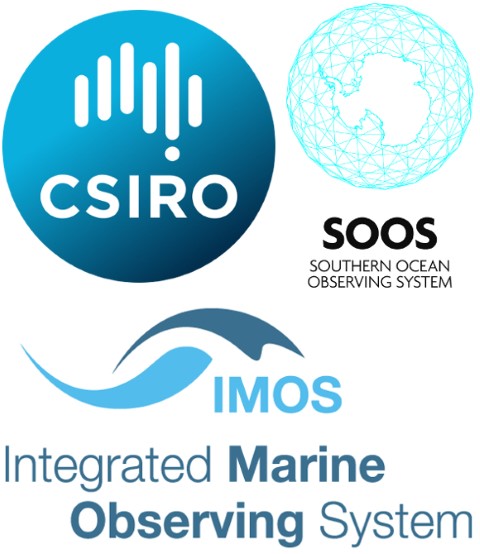 CSIRO
SOOS
SOUTHERN OCEAN
OBSERVING SYSTEM
IMOS
Integrated Marine
Observing System